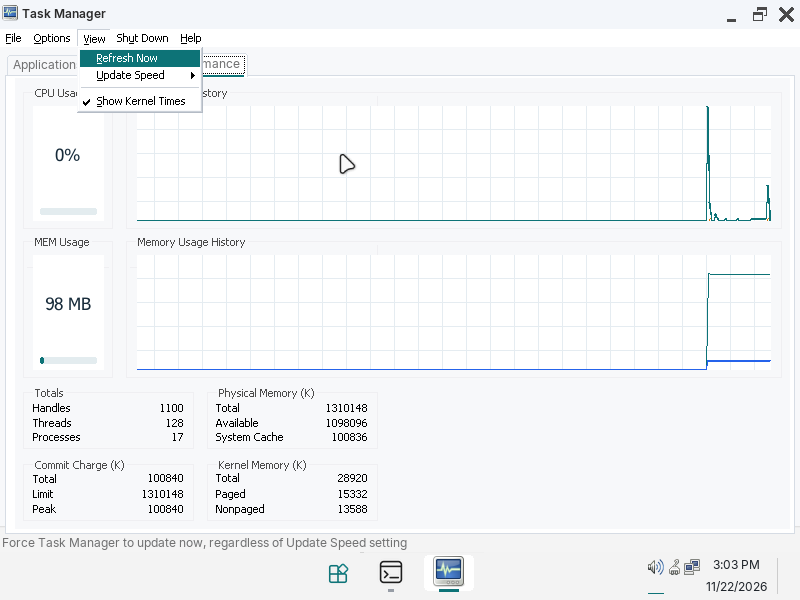 Task Manager
File Options View Shut Down Help
Refresh Now
Update Speed
Show Kernel Times
Application mance
CPU Usa story
0%
MEM Usage Memory Usage History
98 MB
Totals
Handles 1100
Threads 128
Processes 17
Physical Memory (K)
Total 1310148
Available 1098096
System Cache 100836
Commit Charge (K)
Total 100840
Limit 1310148
Peak 100840
Kernel Memory (K)
Total 28920
Paged 15332
Nonpaged 13588
Force Task Manager to update now, regardless of Update Speed setting
3:03 PM
11/22/2026